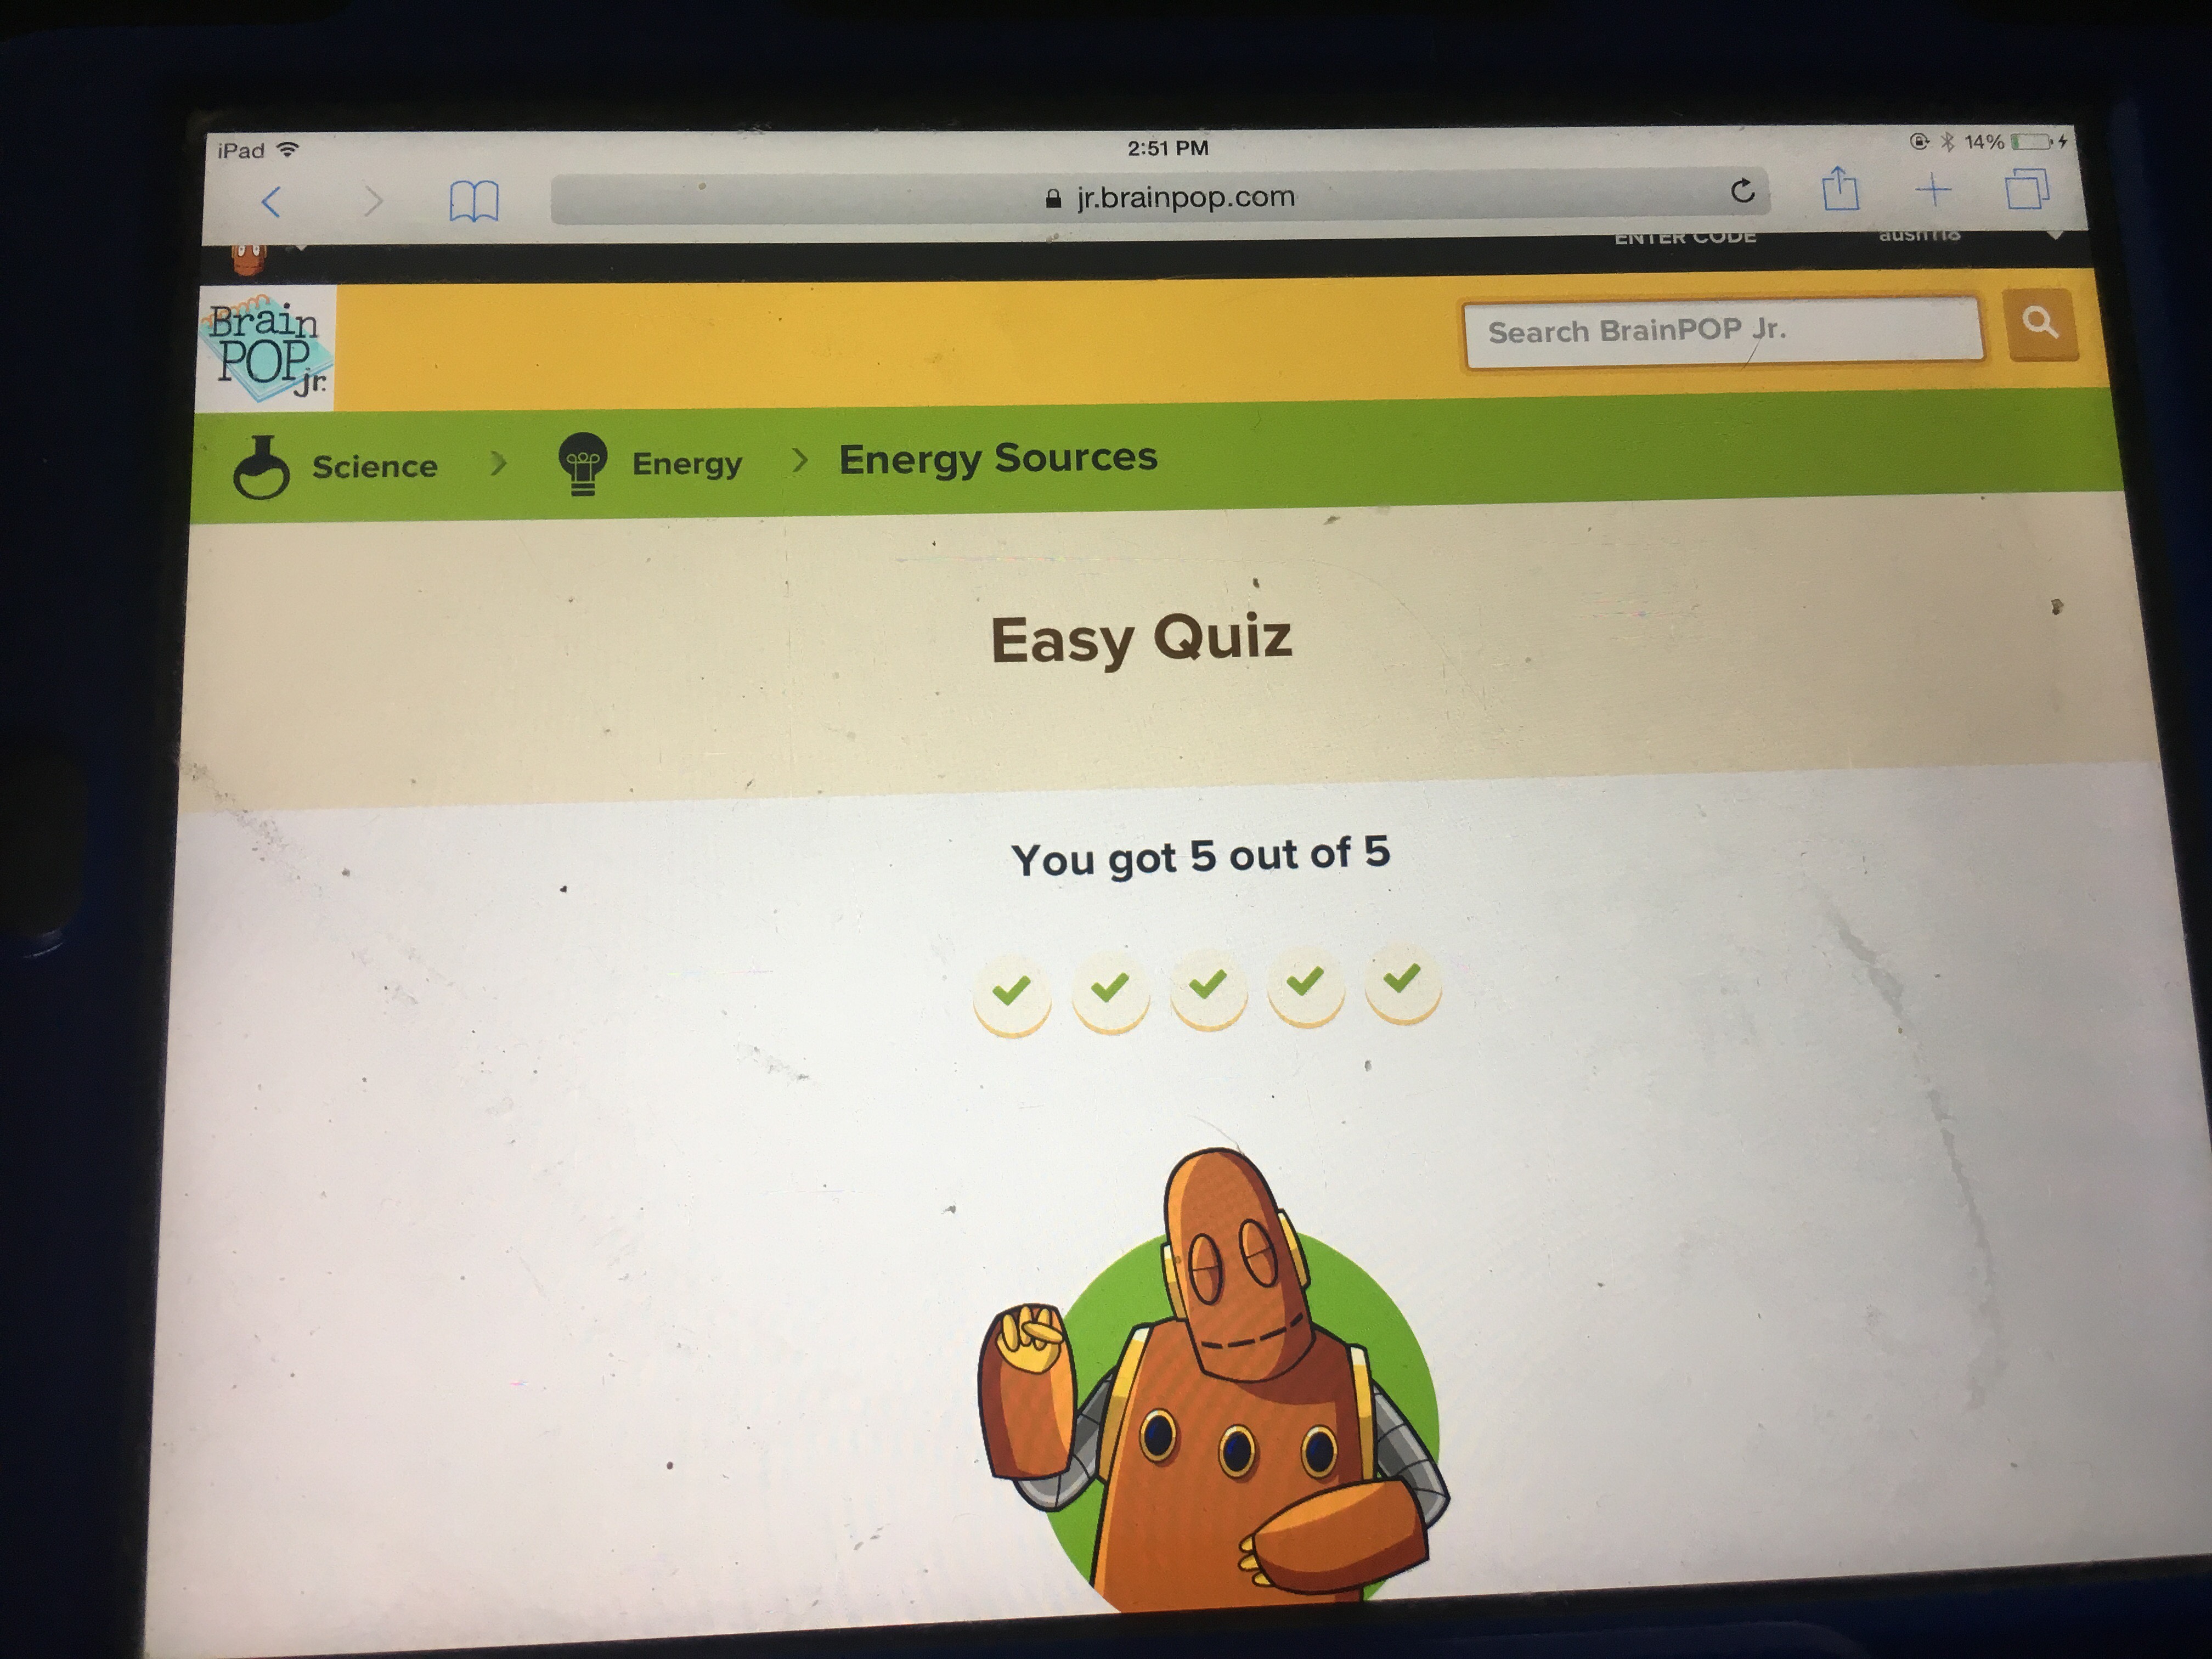 iPad 2:51 PM 14%
jr.brainpop.com
ENTER CODE
Brain
POP
jr.
Search BrainPOP Jr.
Science > Energy > Energy Sources
Easy Quiz
You got 5 out of 5